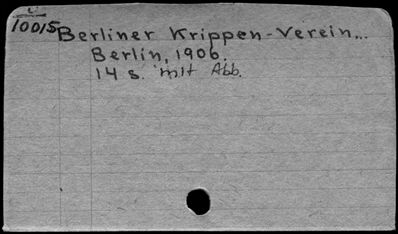 10015 Berliner Krippen-Verein...
Berlin, 1906.
14 s. mit Abb.